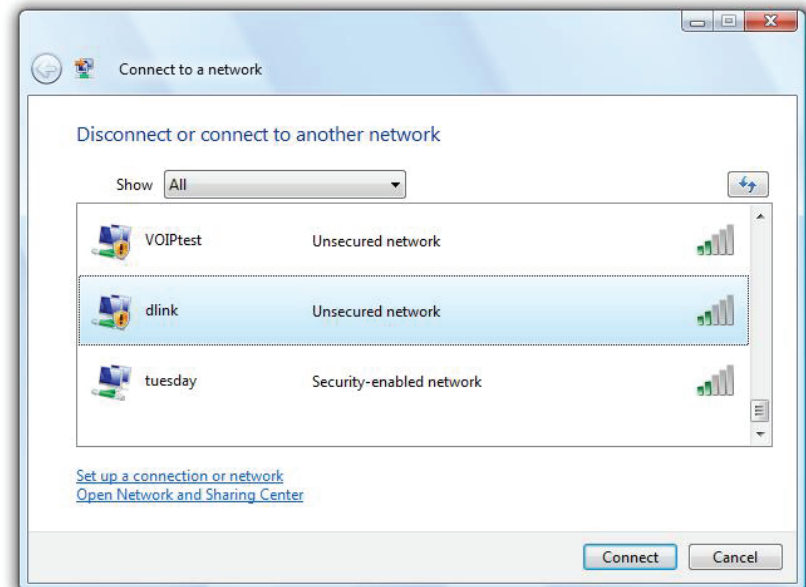 Connect to a network
Disconnect or connect to another network
Show All
VOIPtest Unsecured network
dlink Unsecured network
tuesday Security-enabled network
Set up a connection or network
Open Network and Sharing Center
Connect Cancel